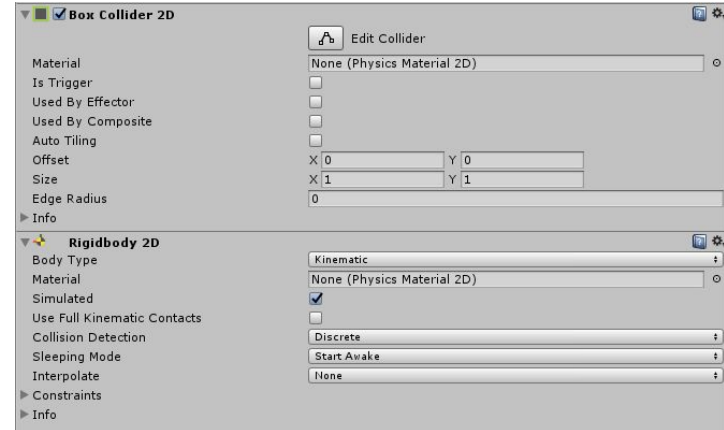 Box Collider 2D
Edit Collider
Material None (Physics Material 2D)
Is Trigger
Used By Effector
Used By Composite
Auto Tiling
Offset X 0 Y 0
Size X 1 Y 1
Edge Radius 0
Info
Rigidbody 2D
Body Type Kinematic
Material None (Physics Material 2D)
Simulated
Use Full Kinematic Contacts
Collision Detection Discrete
Sleeping Mode Start Awake
Interpolate None
Constraints
Info